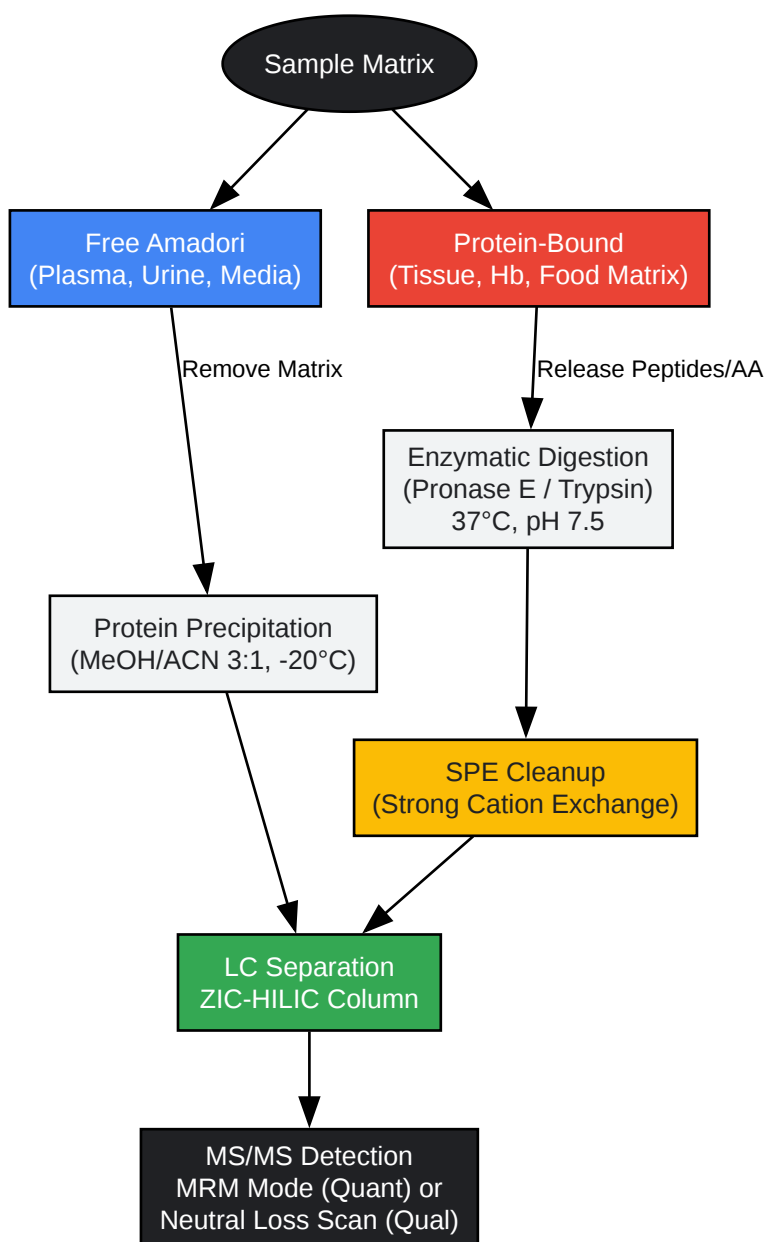 Sample Matrix
Free Amadori
(Plasma, Urine, Media)
Protein-Bound
(Tissue, Hb, Food Matrix)
Remove Matrix
Release Peptides/AA
Enzymatic Digestion
(Pronase E / Trypsin)
37°C, pH 7.5
Protein Precipitation
(MeOH/ACN 3:1, -20°C)
SPE Cleanup
(Strong Cation Exchange)
LC Separation
ZIC-HILIC Column
MS/MS Detection
MRM Mode (Quant) or
Neutral Loss Scan (Qual)